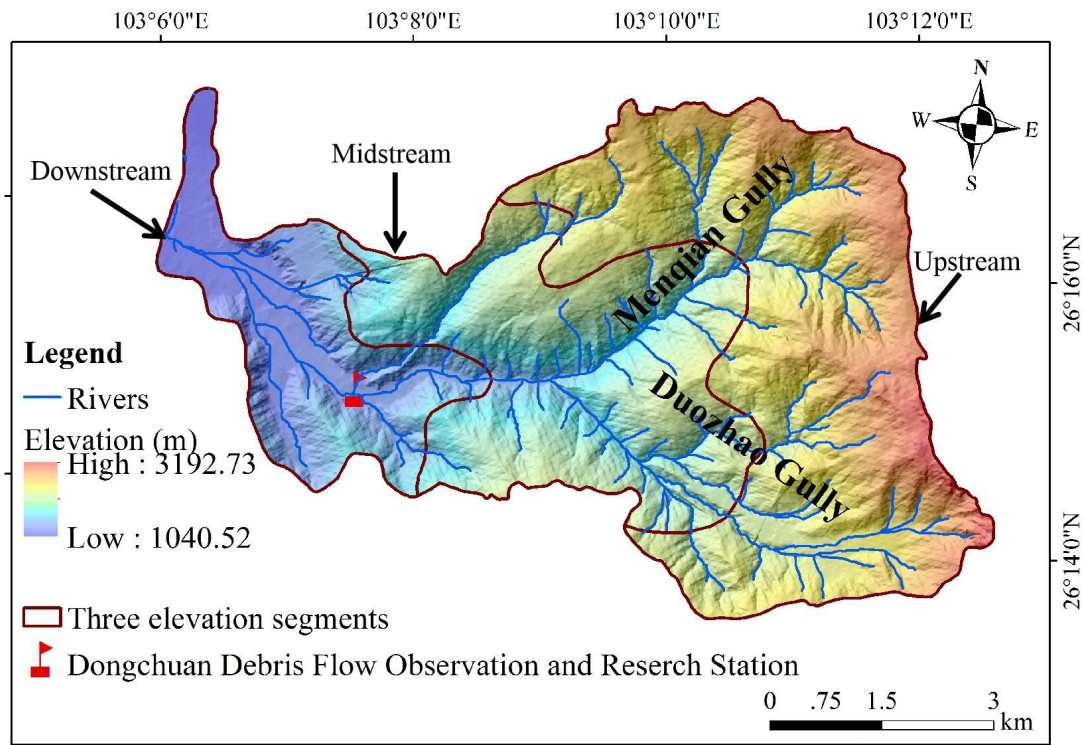 103°6'0"E
103°8'0"E
103°10'0"E
103°12'0"E
N
W
E
S
Downstream
Midstream
Upstream
Menqian Gully
Duozhao Gully
26°16'0"N
26°14'0"N
Legend
Rivers
Elevation (m)
High : 3192.73
Low : 1040.52
Three elevation segments
Dongchuan Debris Flow Observation and Reserch Station
0 .75 1.5 3
km